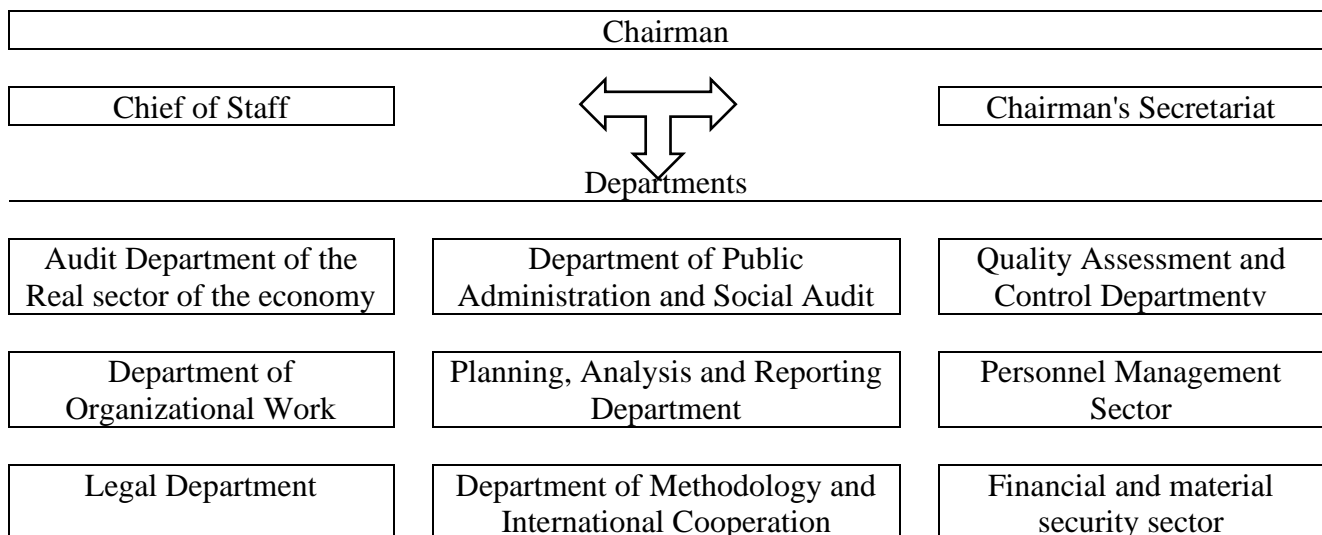 Chairman
Chief of Staff
Chairman's Secretariat
Departments
Audit Department of the
Real sector of the economy
Department of Public
Administration and Social Audit
Quality Assessment and
Control Departmentv
Department of
Organizational Work
Planning, Analysis and Reporting
Department
Personnel Management
Sector
Legal Department
Department of Methodology and
International Cooperation
Financial and material
security sector